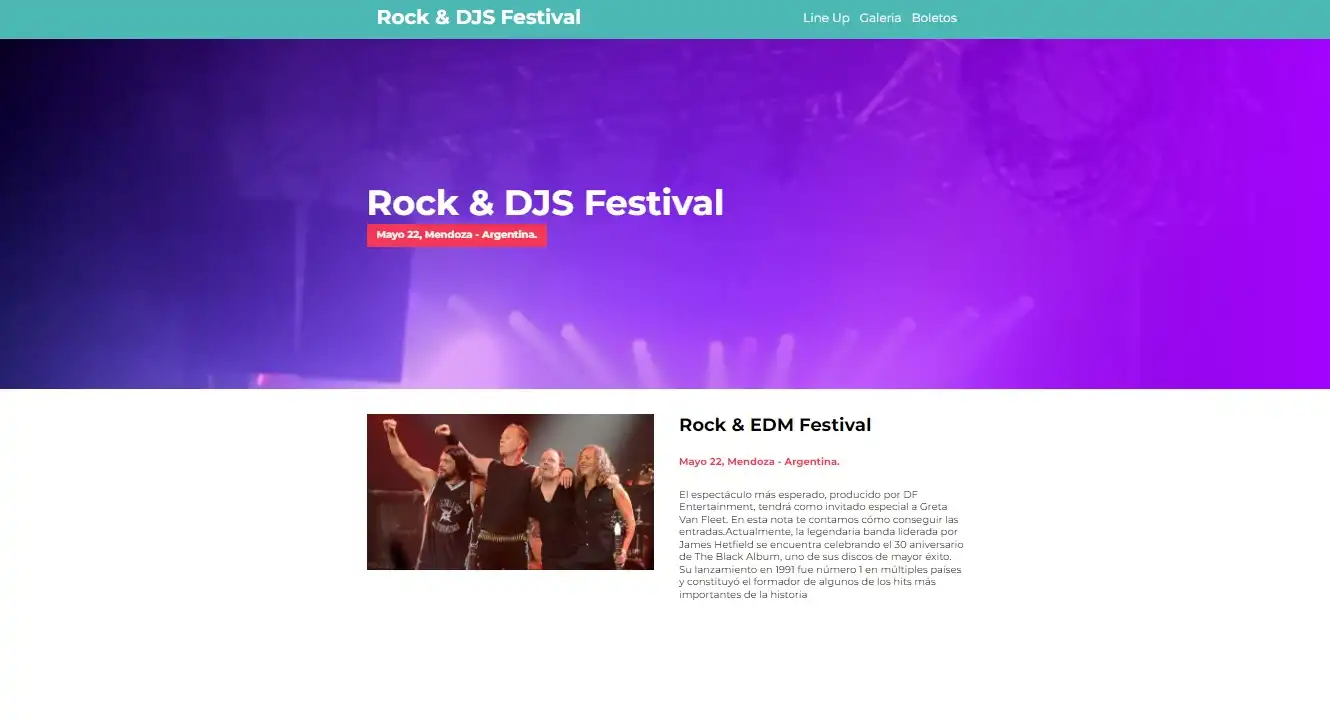 Rock & DJS Festival
Line Up Galeria Boletos
Rock & DJS Festival
Mayo 22, Mendoza - Argentina.
Rock & EDM Festival
Mayo 22, Mendoza - Argentina.
El espectáculo más esperado, producido por DF
Entertainment, tendrá como invitado especial a Greta
Van Fleet. En esta nota te contamos cómo conseguir las
entradas.Actualmente, la legendaria banda liderada por
James Hetfield se encuentra celebrando el 30 aniversario
de The Black Album, uno de sus discos de mayor éxito.
Su lanzamiento en 1991 fue número 1 en múltiples países
y constituyó el formador de algunos de los hits más
importantes de la historia